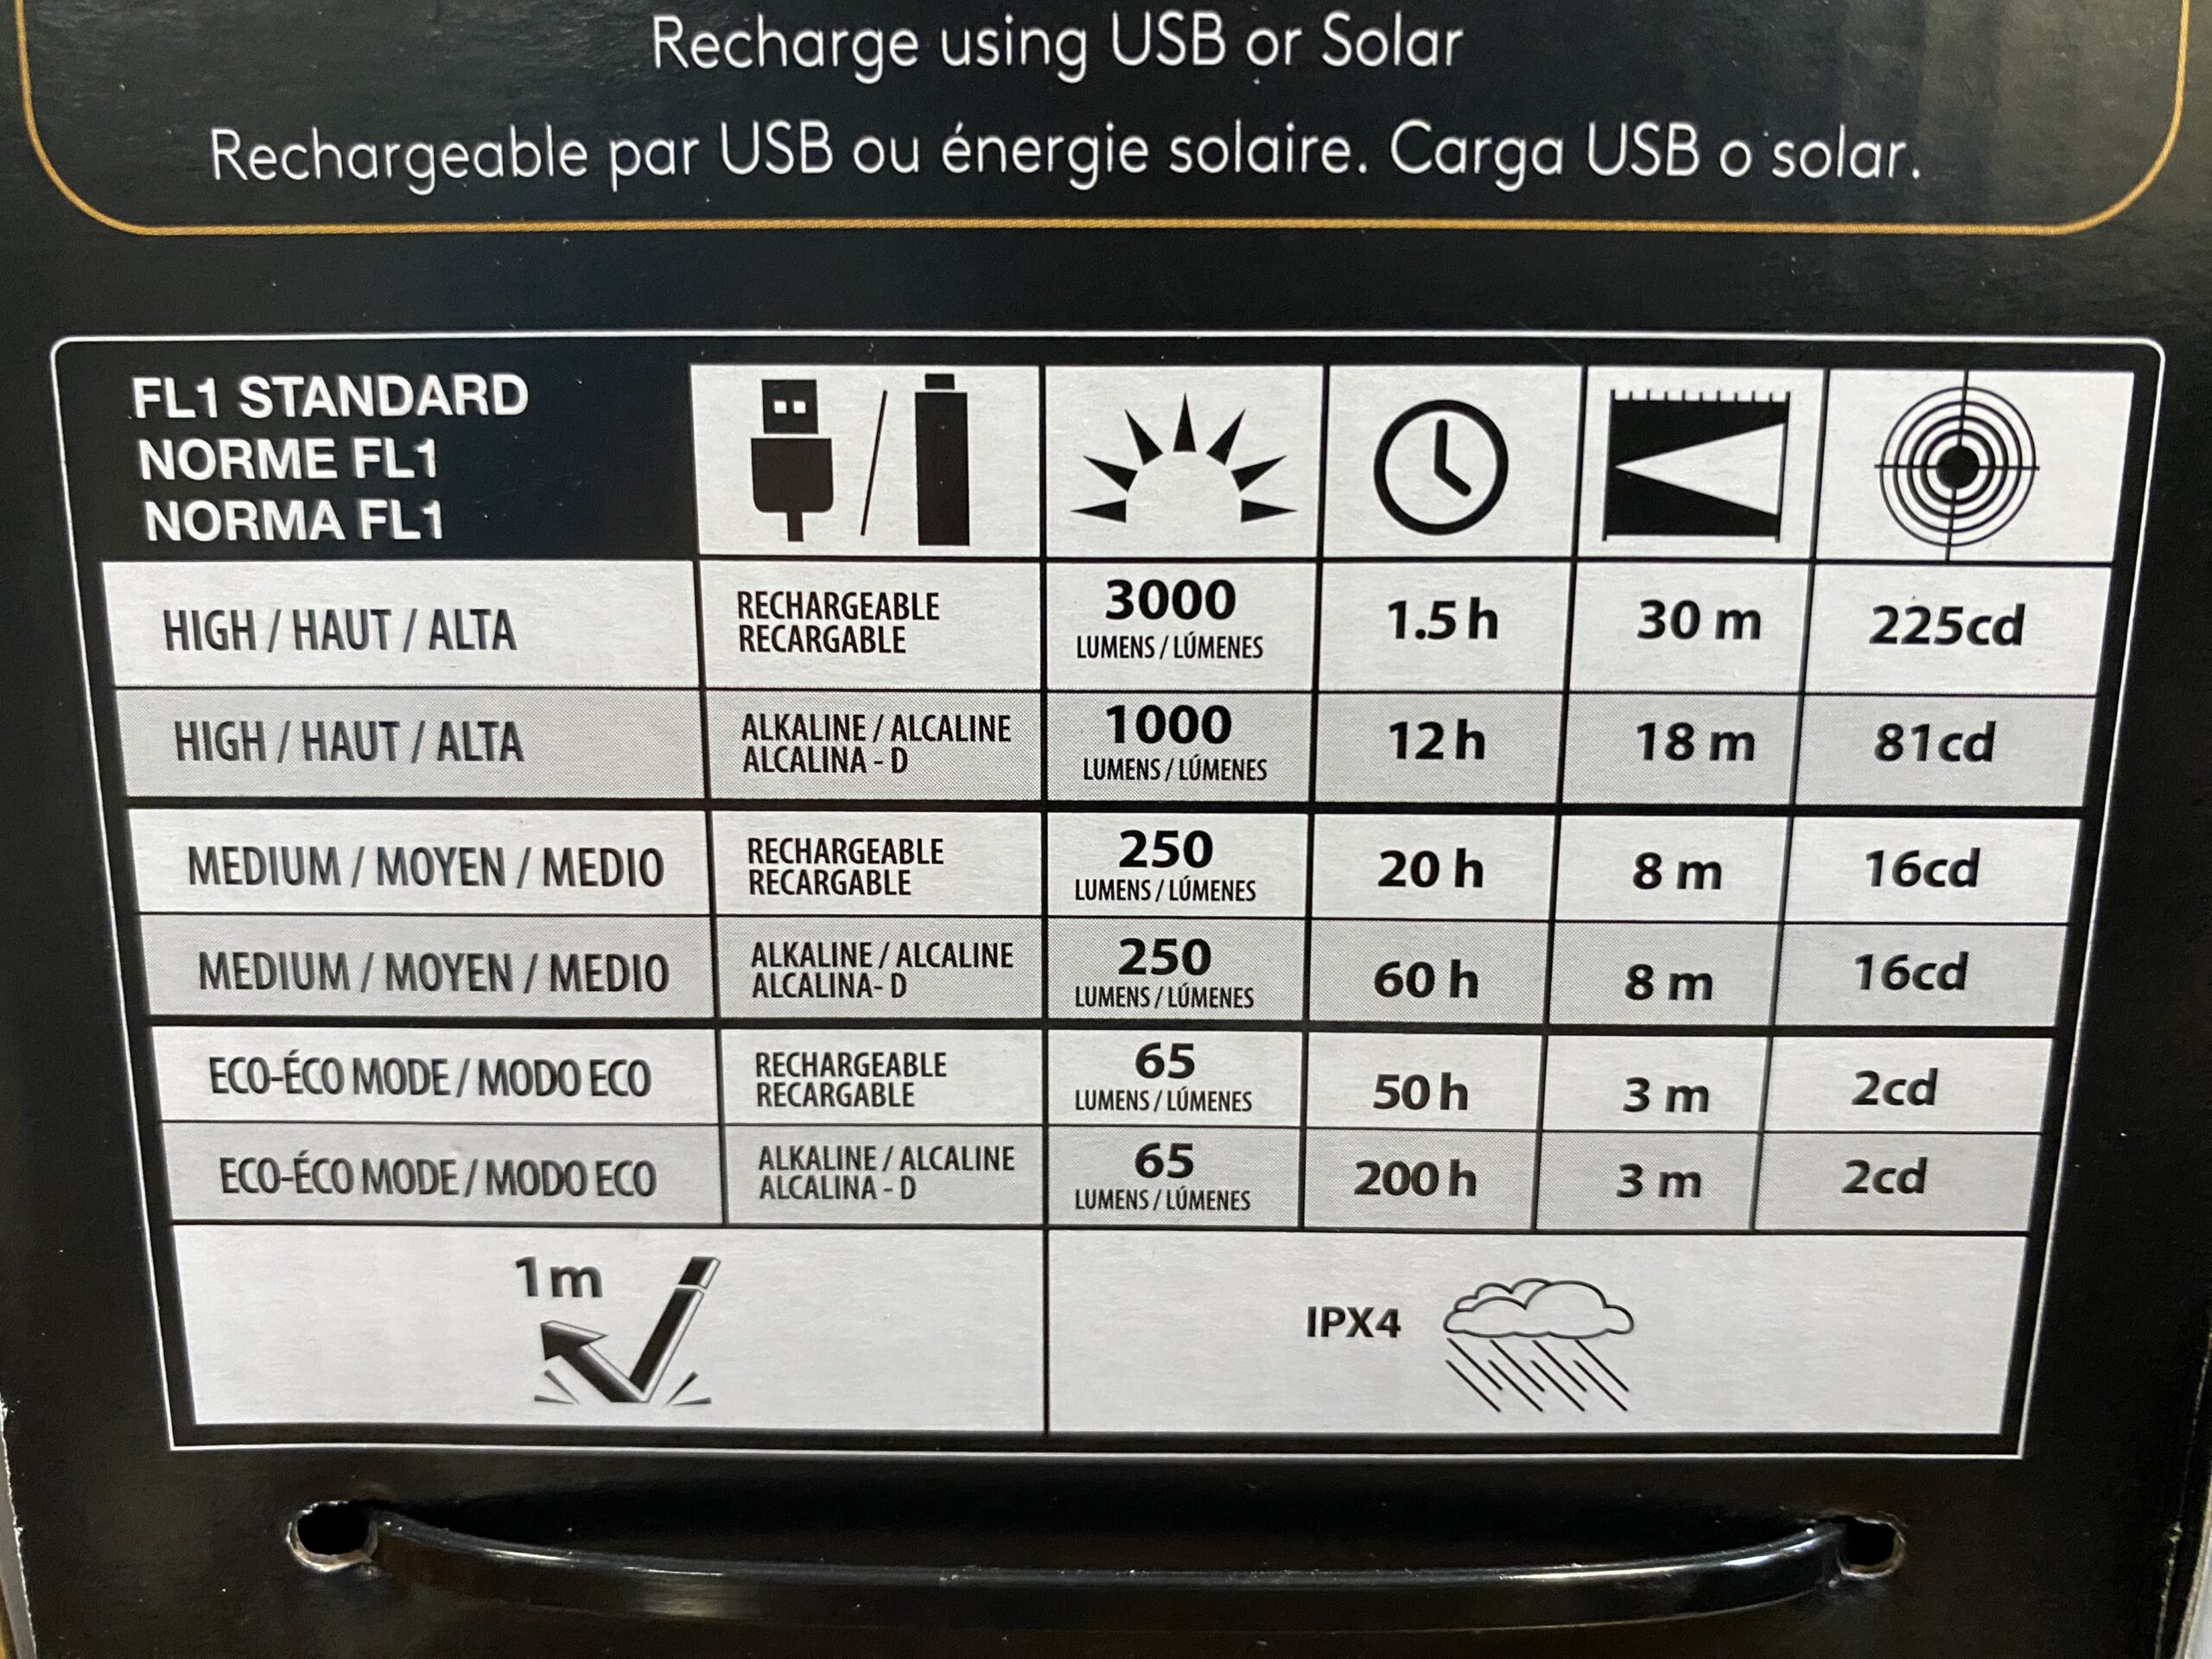 Recharge using USB or Solar
Rechargeable par USB ou énergie solaire. Carga USB o solar.
FL1 STANDARD
NORME FL1
NORMA FL1
HIGH / HAUT / ALTA
RECHARGEABLE
RECARGABLE
3000
LUMENS / LÚMENES
1.5 h
30 m
225cd
HIGH / HAUT / ALTA
ALKALINE / ALCALINE
ALCALINA - D
1000
LUMENS / LÚMENES
12 h
18 m
81cd
MEDIUM / MOYEN / MEDIO
RECHARGEABLE
RECARGABLE
250
LUMENS / LÚMENES
20 h
8 m
16cd
MEDIUM / MOYEN / MEDIO
ALKALINE / ALCALINE
ALCALINA- D
250
LUMENS / LÚMENES
60 h
8 m
16cd
ECO-ÉCO MODE / MODO ECO
RECHARGEABLE
RECARGABLE
65
LUMENS / LÚMENES
50 h
3 m
2cd
ECO-ÉCO MODE / MODO ECO
ALKALINE / ALCALINE
ALCALINA - D
65
LUMENS / LÚMENES
200 h
3 m
2cd
1m
IPX4